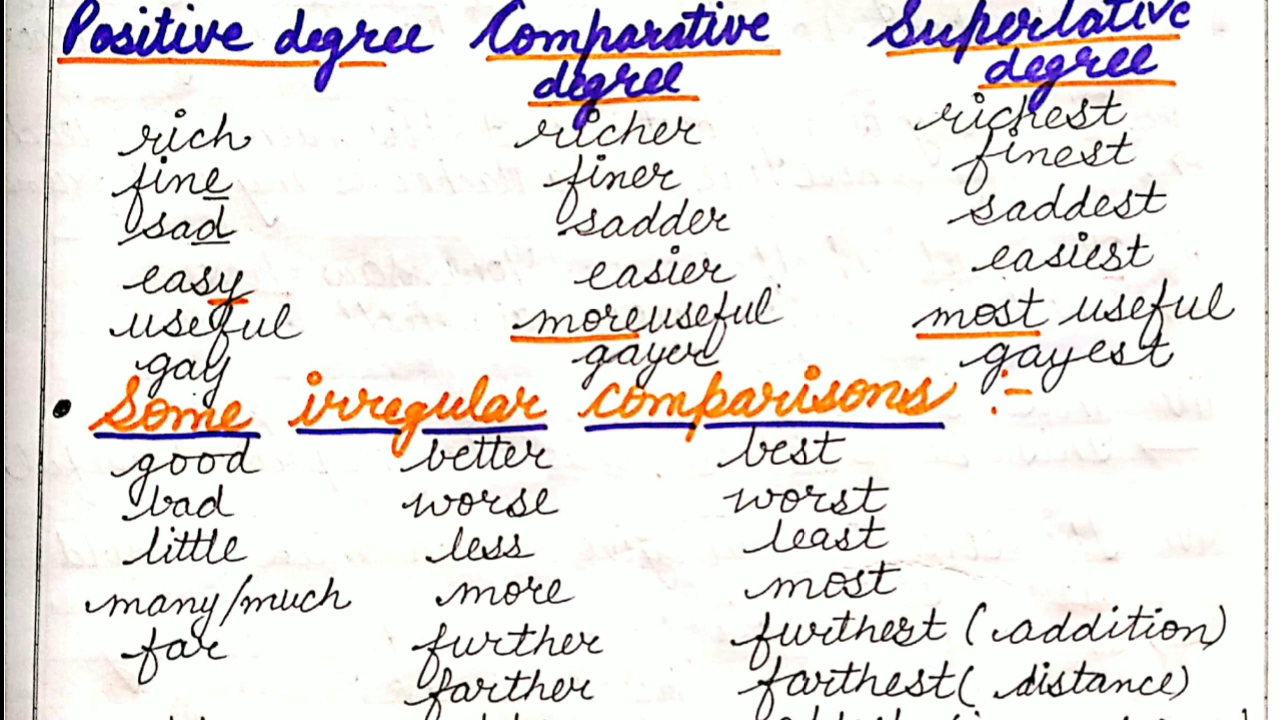 Positive degree Comparative degree Superlative degree
rich richer richest
fine finer finest
sad sadder saddest
easy easier easiest
useful moreuseful most useful
gay gayer gayest
• Some irregular comparisons :-
good better best
bad worse worst
little less least
many/much more most
far further furthest (addition)
farther farthest( distance)